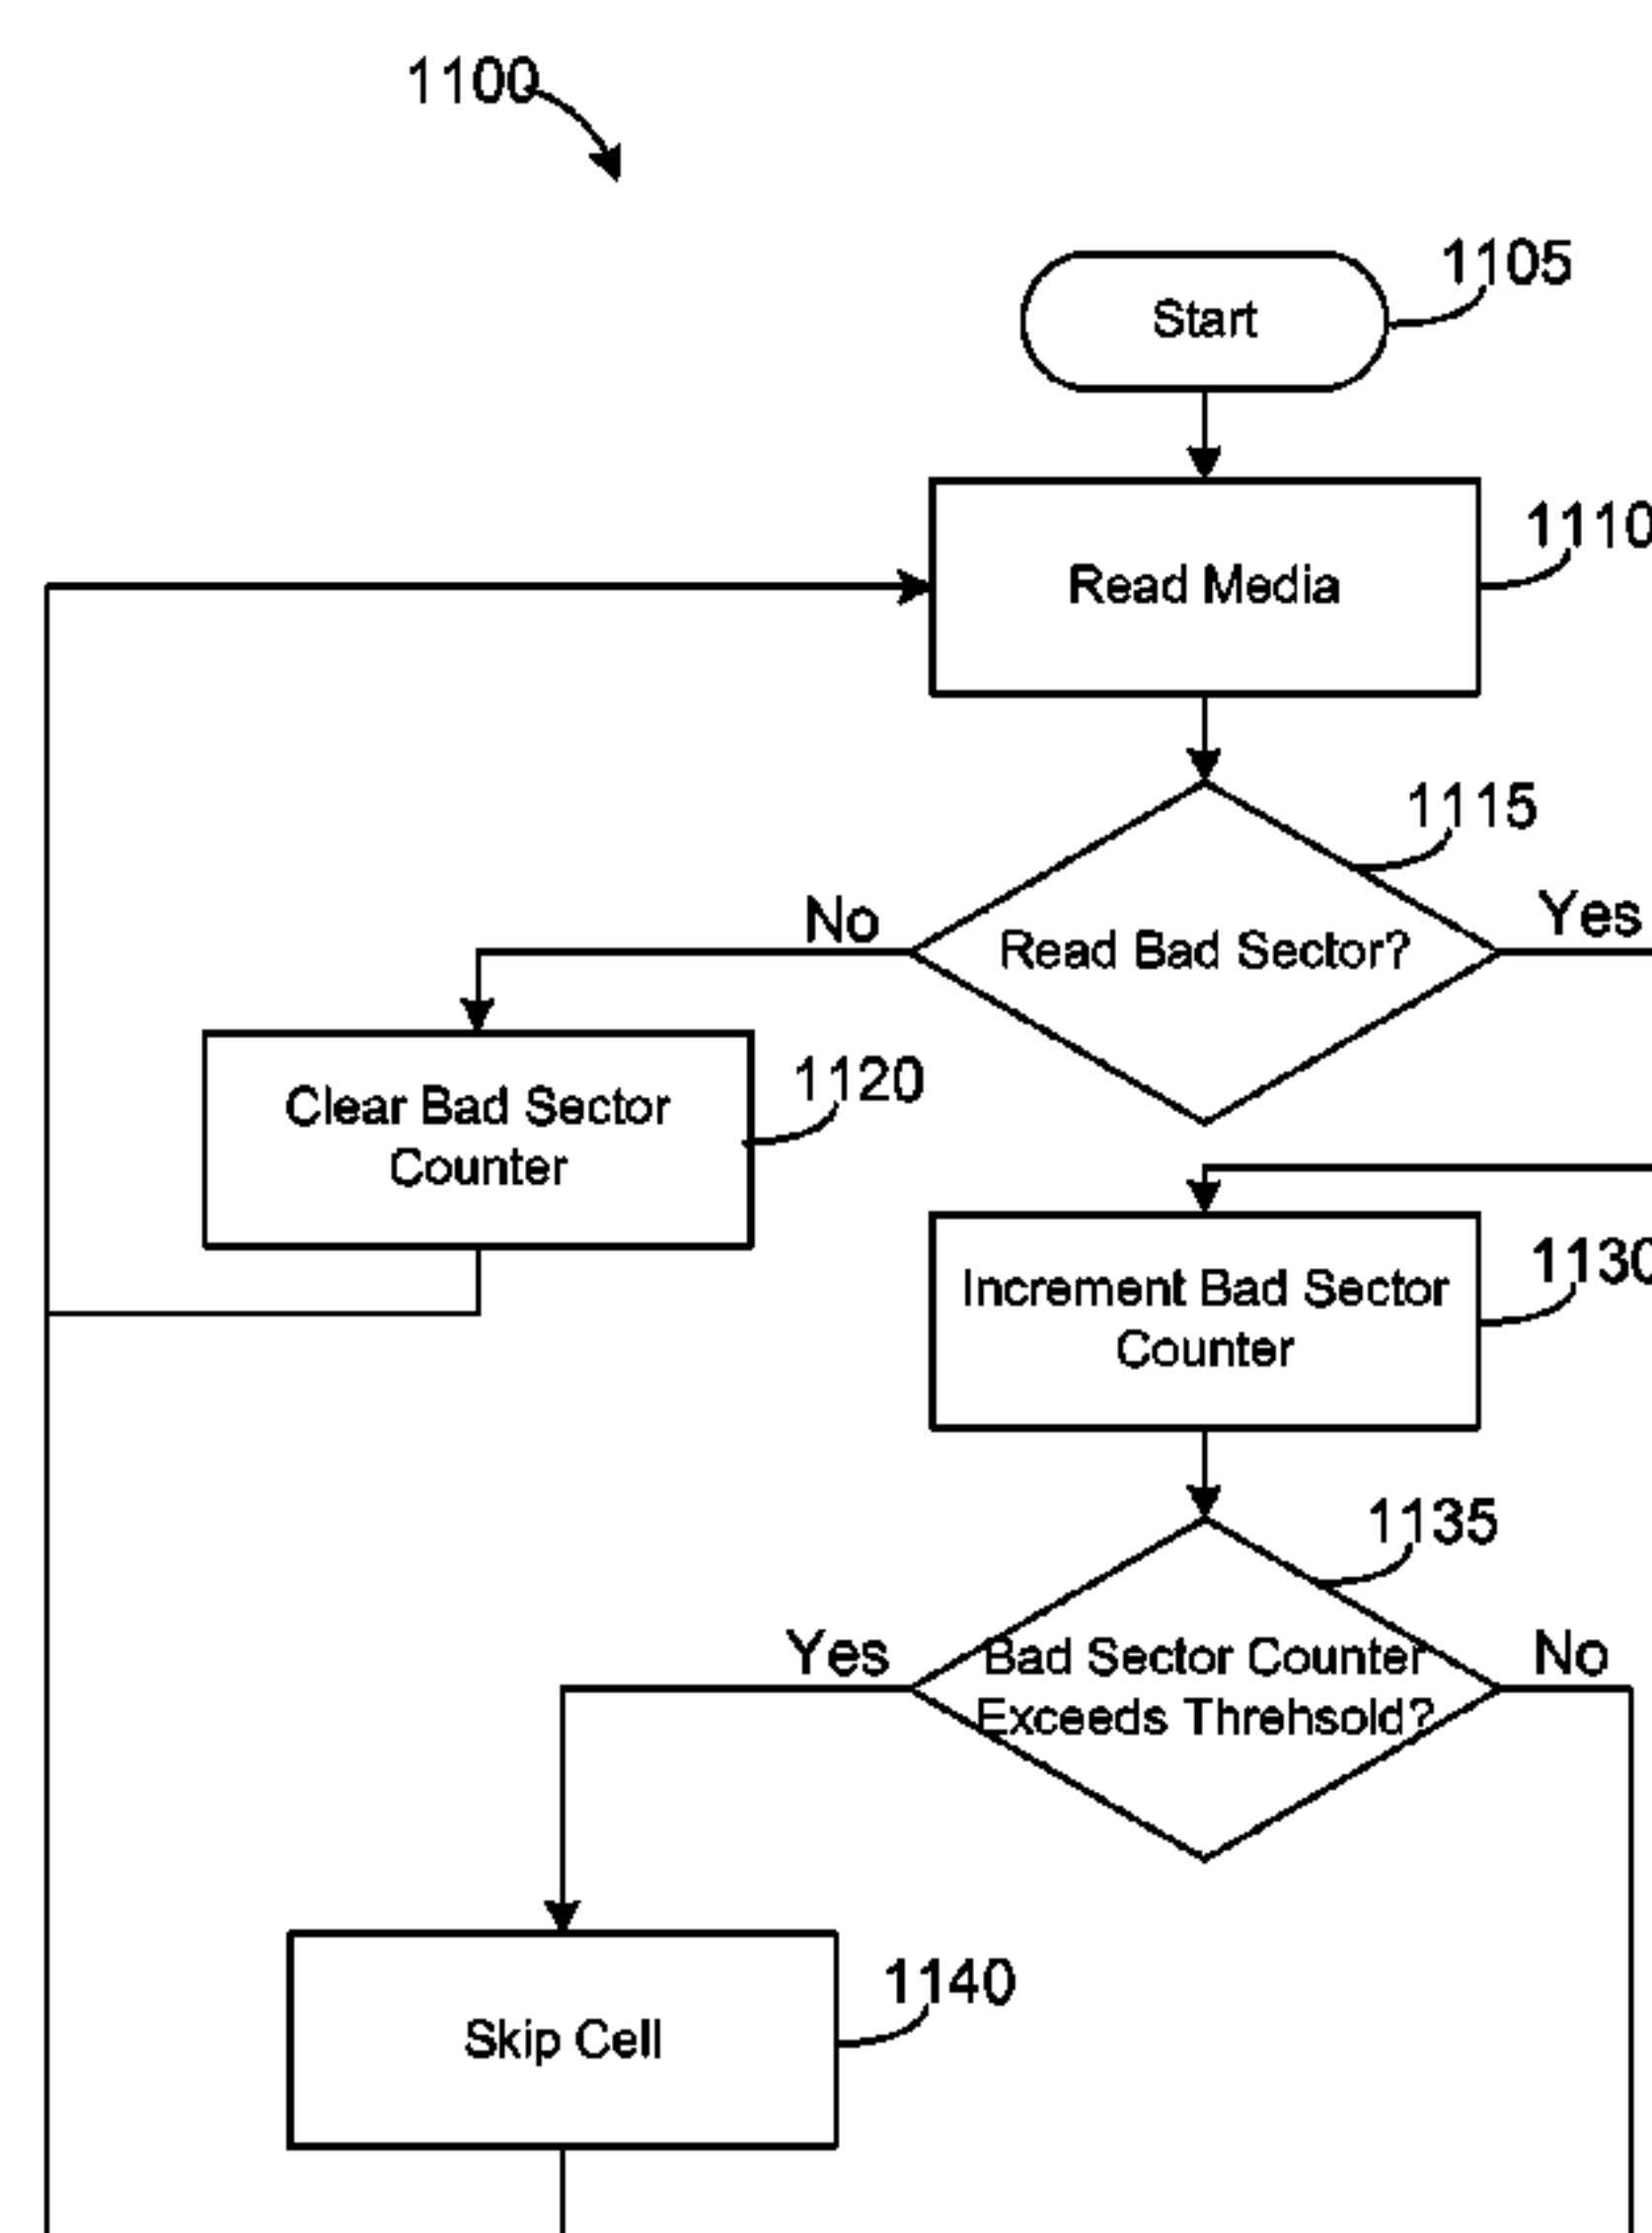 1100
1105
Start
1110
Read Media
1115
No
Yes
Read Bad Sector?
1120
Clear Bad Sector
Counter
1130
Increment Bad Sector
Counter
1135
Yes
No
Bad Sector Counter
Exceeds Threhsold?
1140
Skip Cell